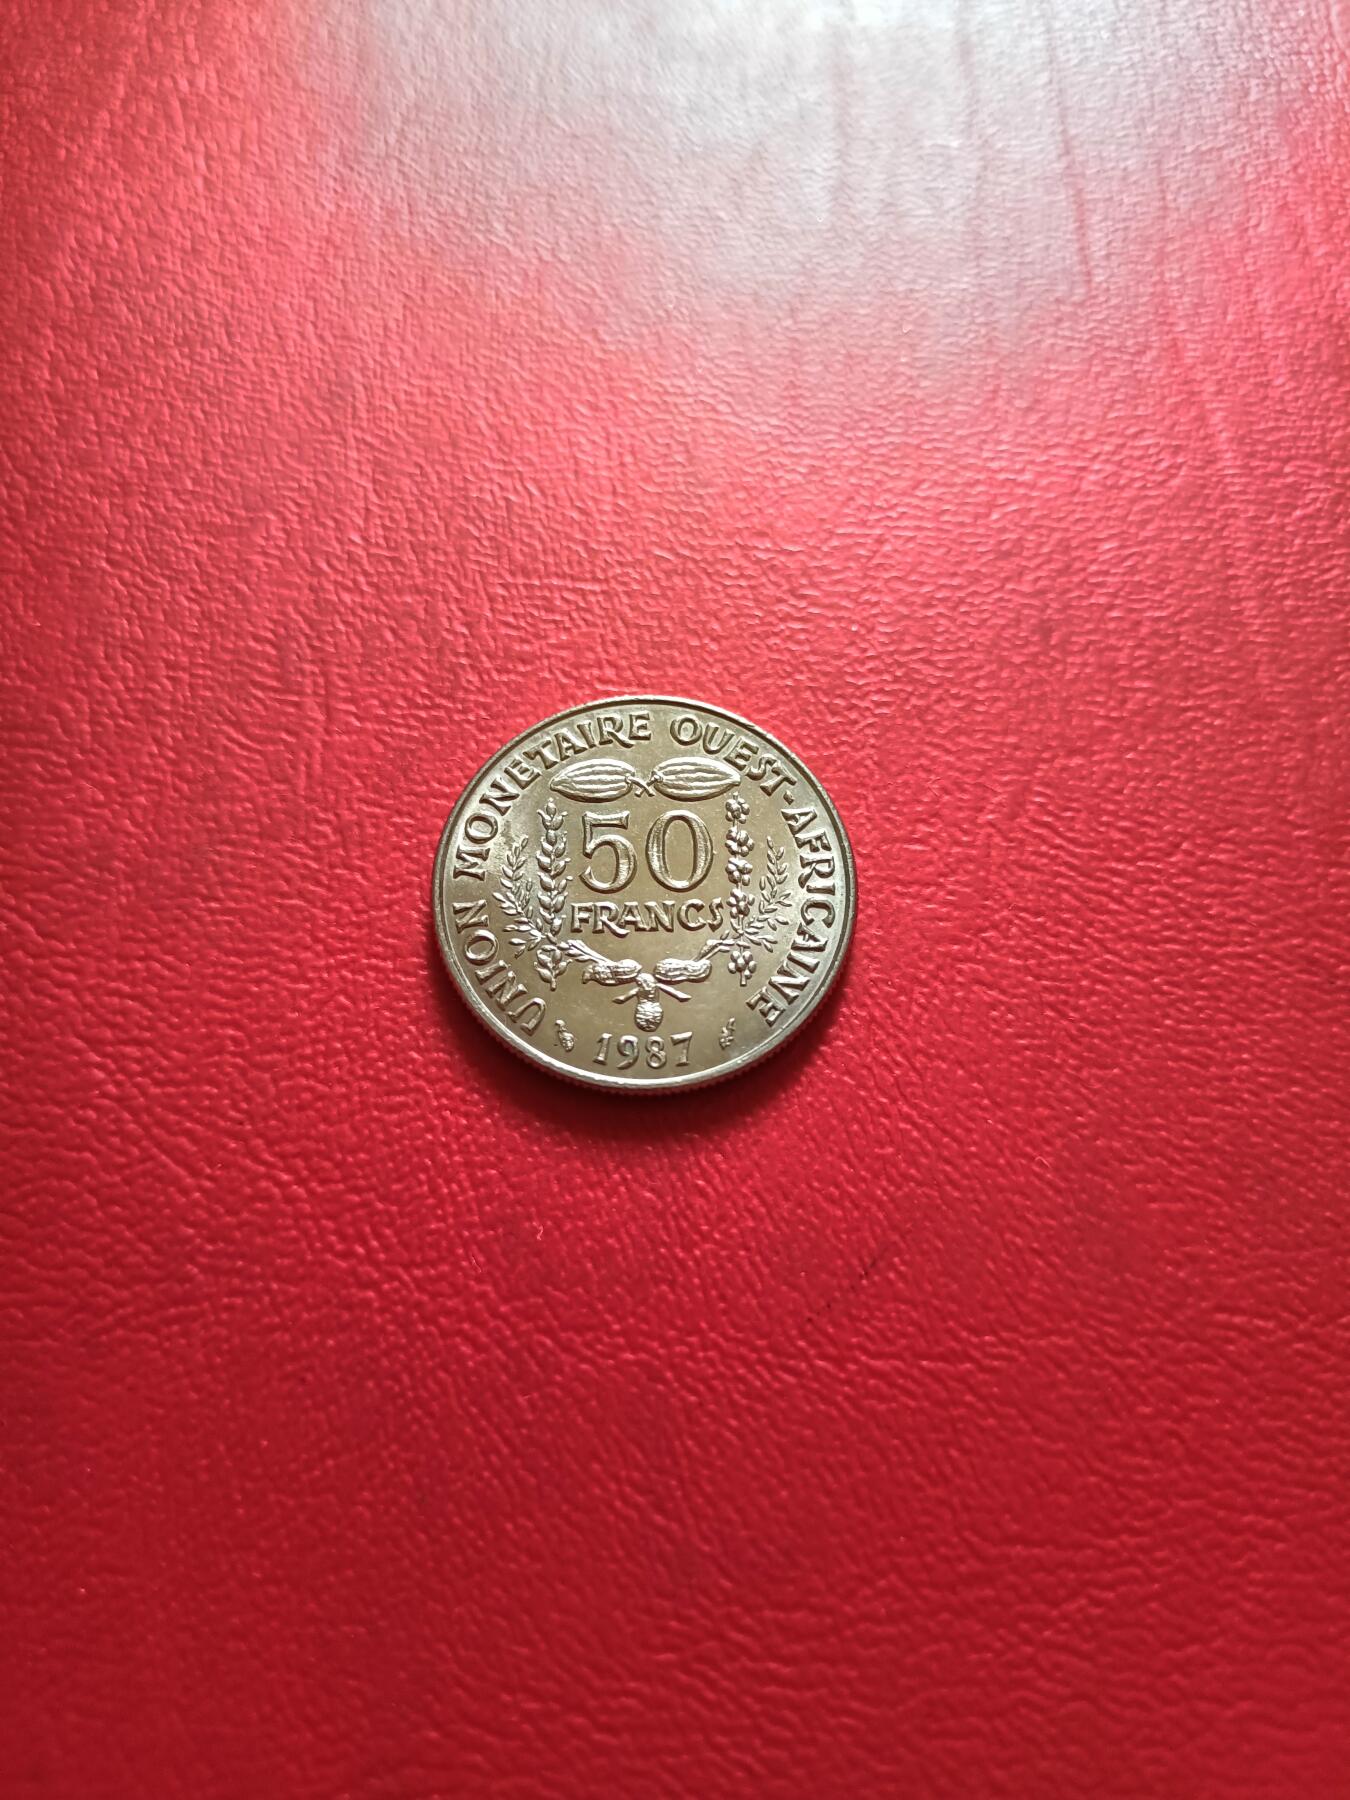 UNION MONETAIRE OUEST-AFRICAINE
50
FRANCS
1987